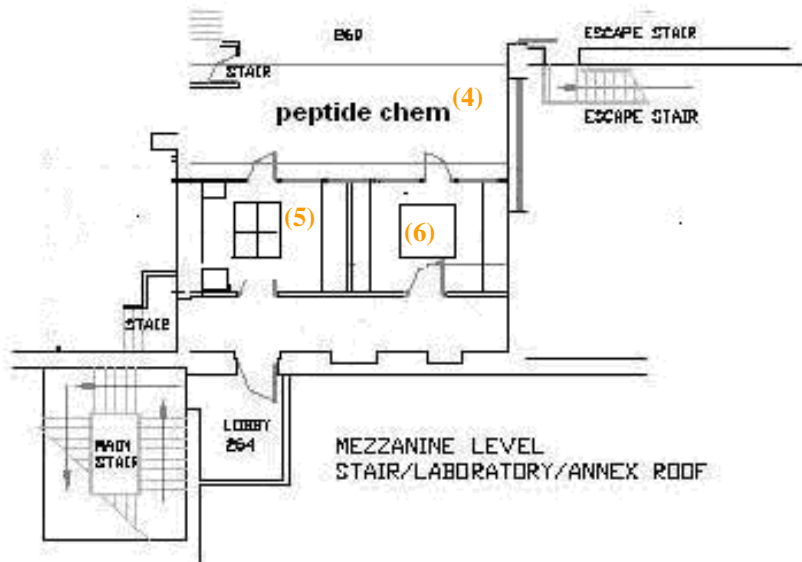 260
ESCAPE STAIR
STAIR
peptide chem (4)
ESCAPE STAIR
(5)
(6)
STAIR
LOBBY
264
MAIN
STAIR
MEZZANINE LEVEL
STAIR/LABORATORY/ANNEX ROOF